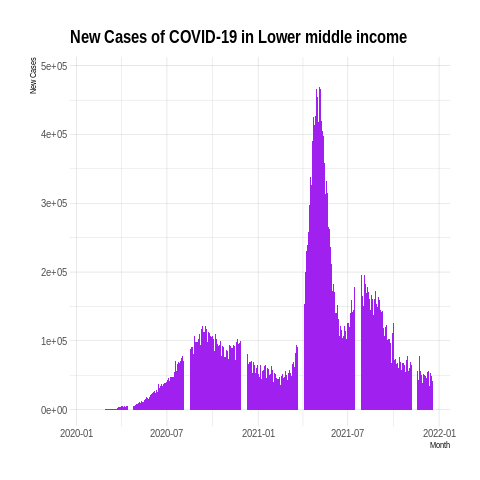 New Cases of COVID-19 in Lower middle income
New Cases
5e+05
4e+05
3e+05
2e+05
1e+05
0e+00
2020-01 2020-07 2021-01 2021-07 2022-01
Month